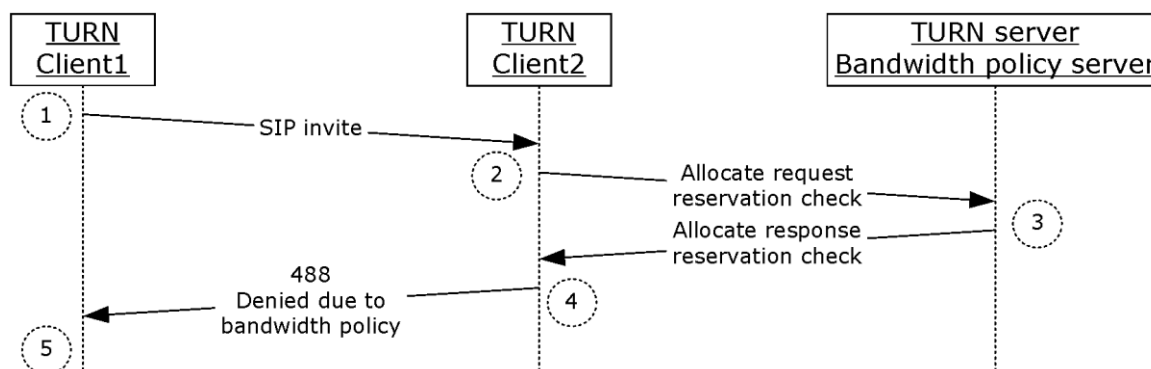 TURN
Client1
TURN
Client2
TURN server
Bandwidth policy server
1
SIP invite
2
Allocate request
reservation check
3
Allocate response
reservation check
488
Denied due to
bandwidth policy
4
5